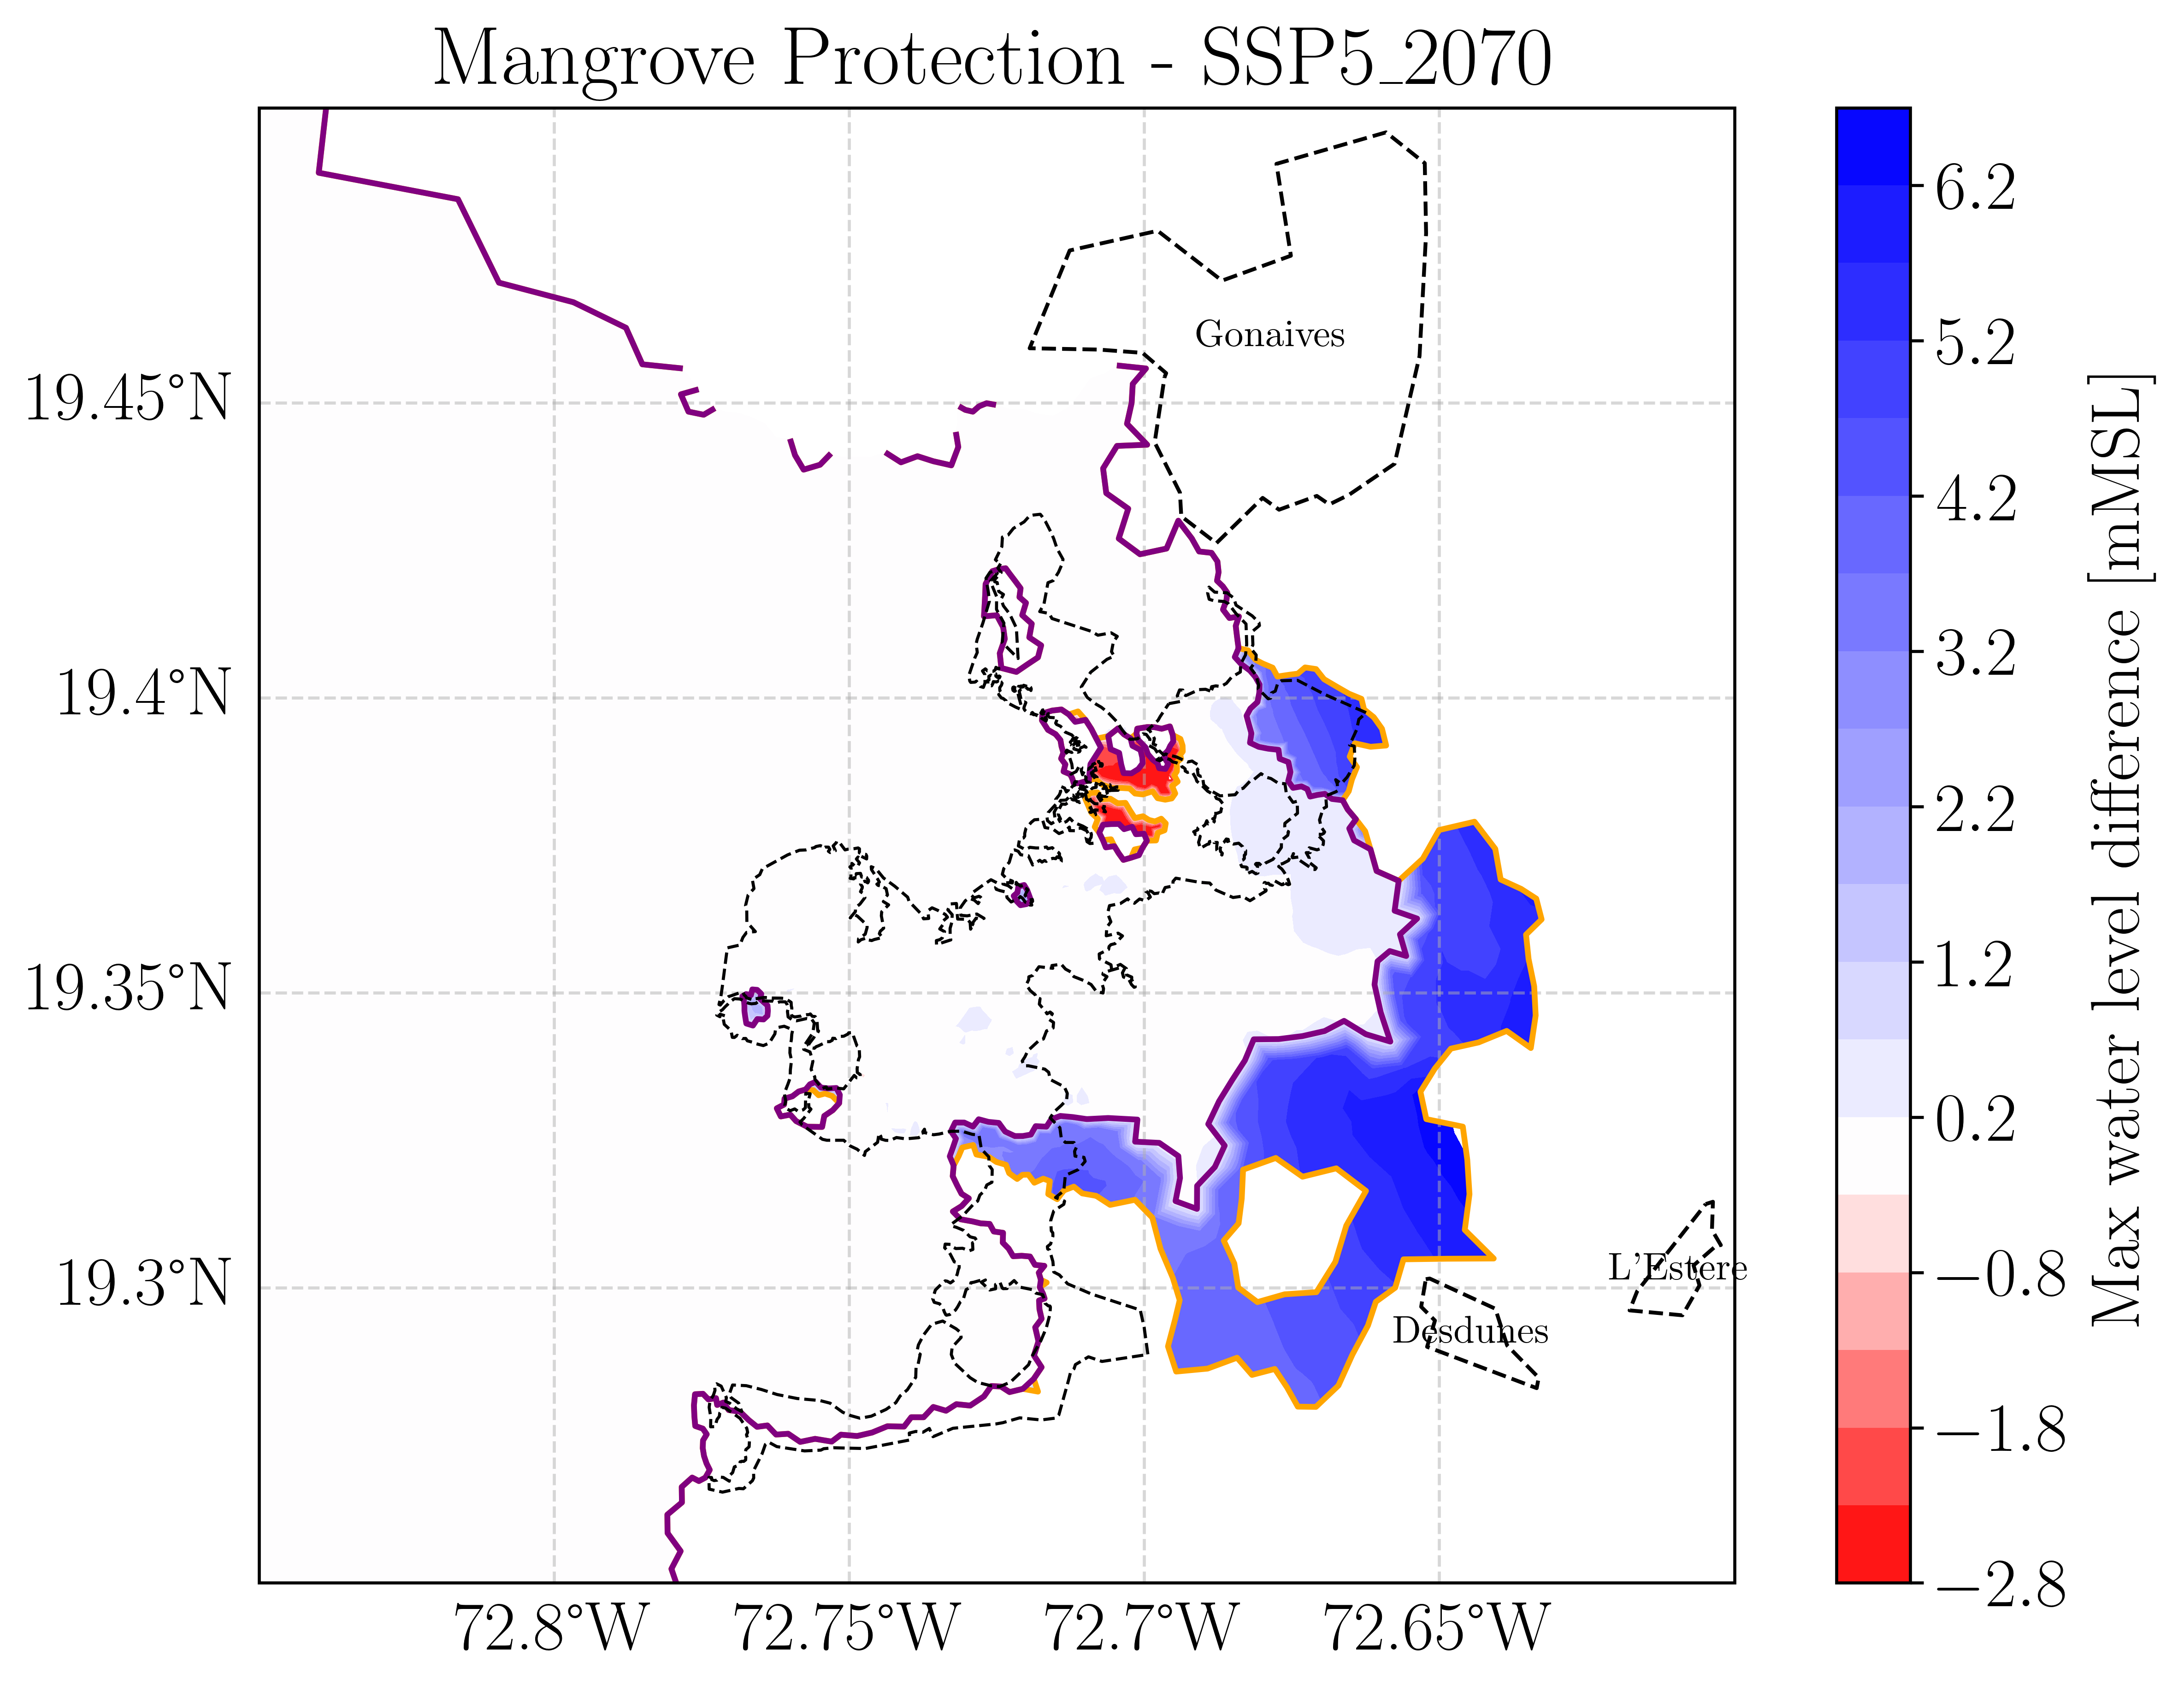 Mangrove Protection - SSP5_2070
Gonaives
L'Estere
Desdunes
19.45°N
19.4°N
19.35°N
19.3°N
72.8°W
72.75°W
72.7°W
72.65°W
6.2
5.2
4.2
3.2
2.2
1.2
0.2
−0.8
−1.8
−2.8
Max water level difference [mMSL]